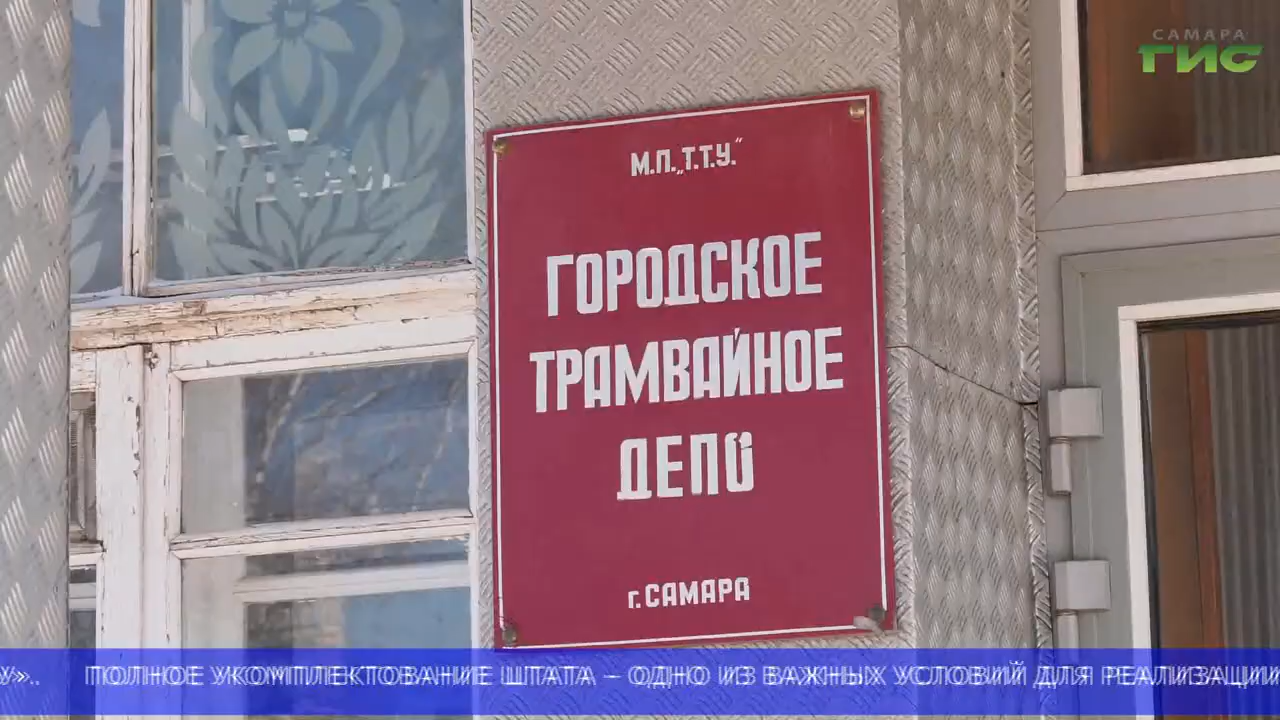 САМАРА
ГИС
М.П. „Т.Т.У.“
ГОРОДСКОЕ
ТРАМВАЙНОЕ
ДЕПО
г. САМАРА
У».. ПОЛНОЕ УКОМПЛЕКТОВАНИЕ ШТАТА – ОДНО ИЗ ВАЖНЫХ УСЛОВИЙ ДЛЯ РЕАЛИЗАЦИИ